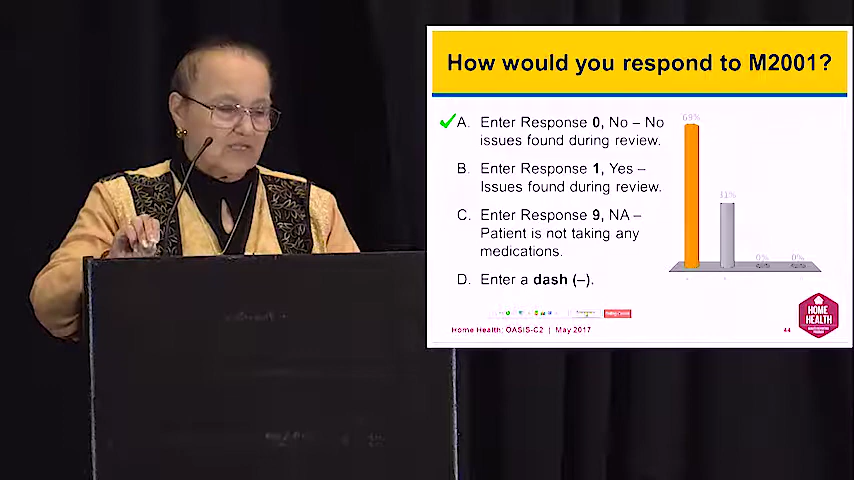 How would you respond to M2001?
A. Enter Response 0, No – No
issues found during review.
B. Enter Response 1, Yes –
Issues found during review.
C. Enter Response 9, NA –
Patient is not taking any
medications.
D. Enter a dash (–).
69%
31%
0%
0%
Home Health: OASIS-C2 | May 2017
44
HOME
HEALTH